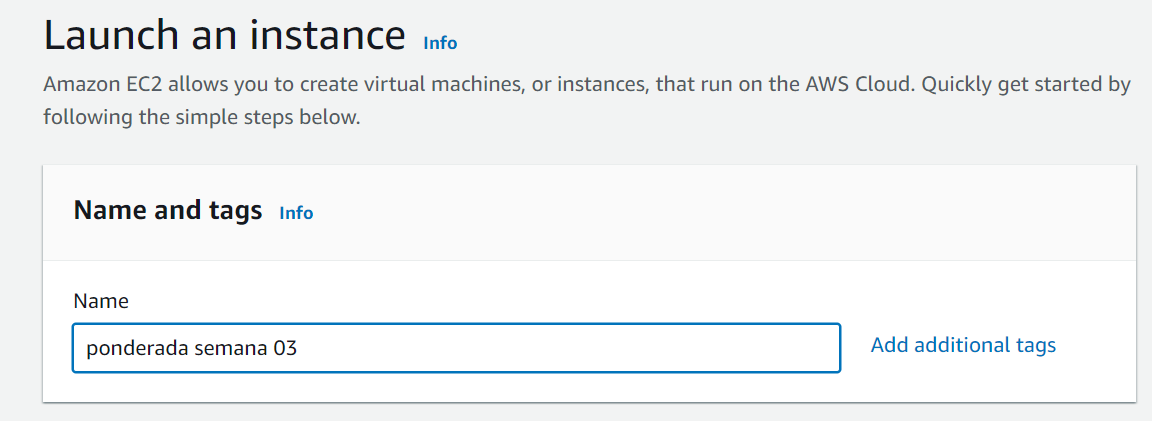 Launch an instance Info
Amazon EC2 allows you to create virtual machines, or instances, that run on the AWS Cloud. Quickly get started by
following the simple steps below.
Name and tags Info
Name
ponderada semana 03 Add additional tags